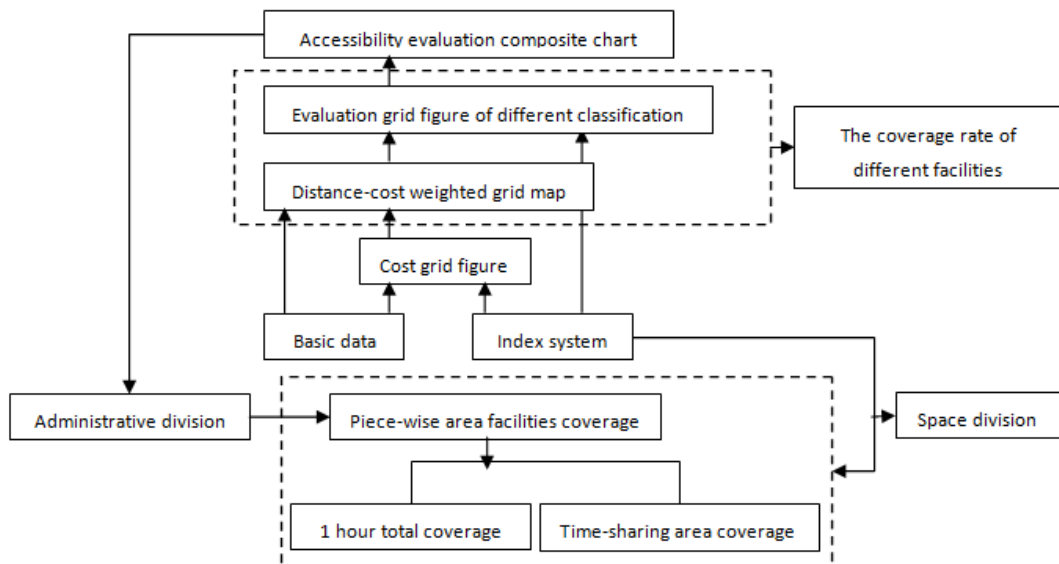 Accessibility evaluation composite chart
Evaluation grid figure of different classification
The coverage rate of
different facilities
Distance-cost weighted grid map
Cost grid figure
Basic data
Index system
Administrative division
Piece-wise area facilities coverage
Space division
1 hour total coverage
Time-sharing area coverage